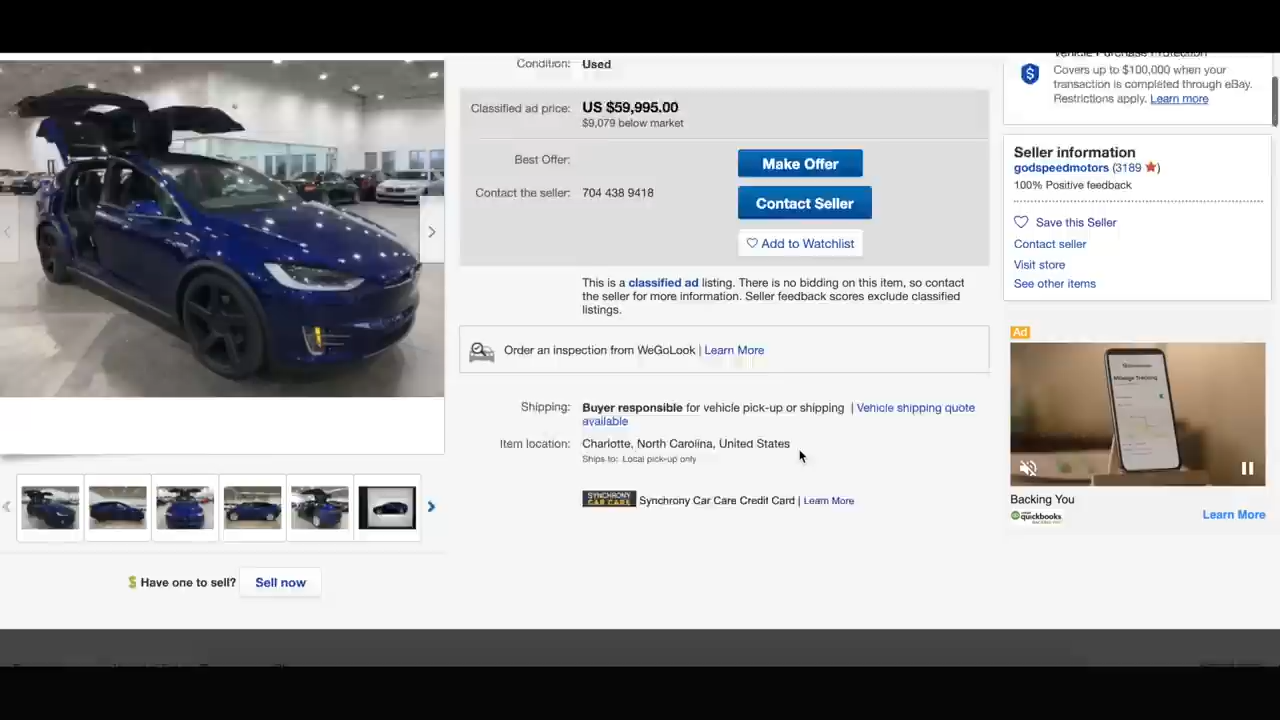 Condition: Used
Classified ad price: US $59,995.00
$9,079 below market
Best Offer:
Make Offer
Contact the seller: 704 438 9418
Contact Seller
Add to Watchlist
This is a classified ad listing. There is no bidding on this item, so contact
the seller for more information. Seller feedback scores exclude classified
listings.
Order an inspection from WeGoLook | Learn More
Shipping: Buyer responsible for vehicle pick-up or shipping | Vehicle shipping quote
available
Item location: Charlotte, North Carolina, United States
Ships to: Local pick-up only
SYNCHRONY
CAR CARE
Synchrony Car Care Credit Card | Learn More
$ Have one to sell? Sell now
Vehicle Purchase Protection
Covers up to $100,000 when your
transaction is completed through eBay.
Restrictions apply. Learn more
Seller information
godspeedmotors (3189 )
100% Positive feedback
Save this Seller
Contact seller
Visit store
See other items
Ad
Mileage Tracking
Backing You
quickbooks
Learn More